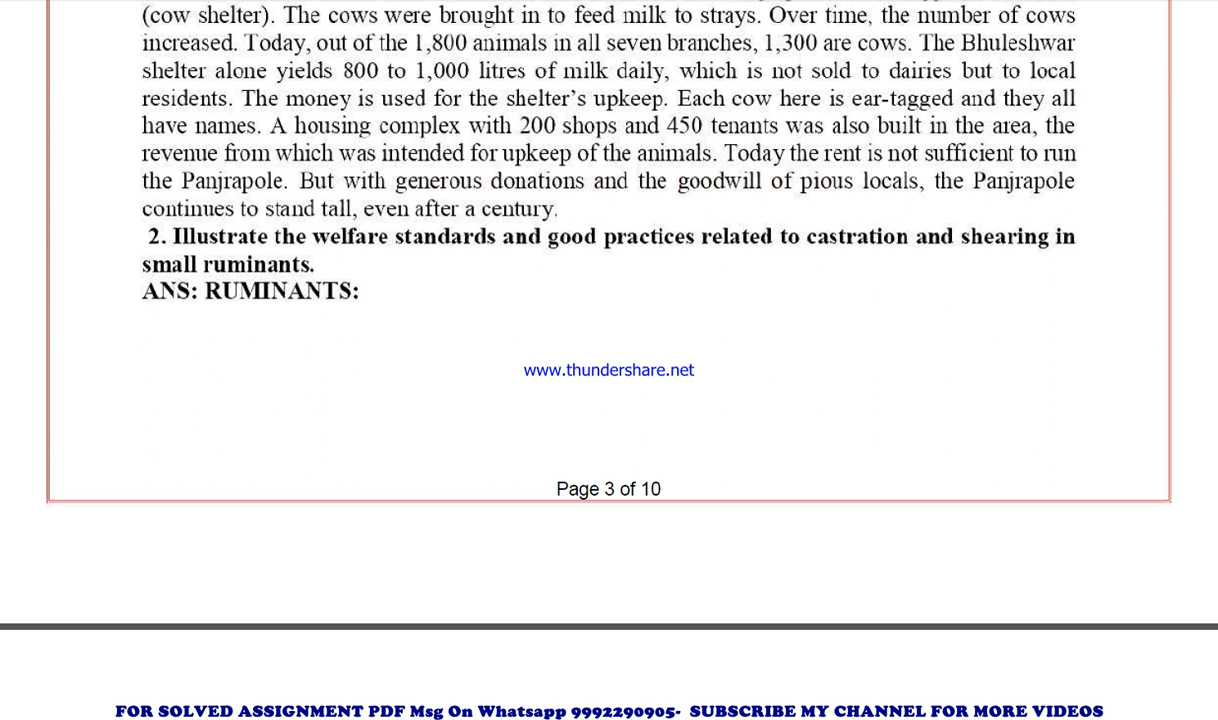 (cow shelter). The cows were brought in to feed milk to strays. Over time, the number of cows
increased. Today, out of the 1,800 animals in all seven branches, 1,300 are cows. The Bhuleshwar
shelter alone yields 800 to 1,000 litres of milk daily, which is not sold to dairies but to local
residents. The money is used for the shelter's upkeep. Each cow here is ear-tagged and they all
have names. A housing complex with 200 shops and 450 tenants was also built in the area, the
revenue from which was intended for upkeep of the animals. Today the rent is not sufficient to run
the Panjrapole. But with generous donations and the goodwill of pious locals, the Panjrapole
continues to stand tall, even after a century.
2. Illustrate the welfare standards and good practices related to castration and shearing in
small ruminants.
ANS: RUMINANTS:
www.thundershare.net
Page 3 of 10
FOR SOLVED ASSIGNMENT PDF Msg On Whatsapp 9992290905- SUBSCRIBE MY CHANNEL FOR MORE VIDEOS